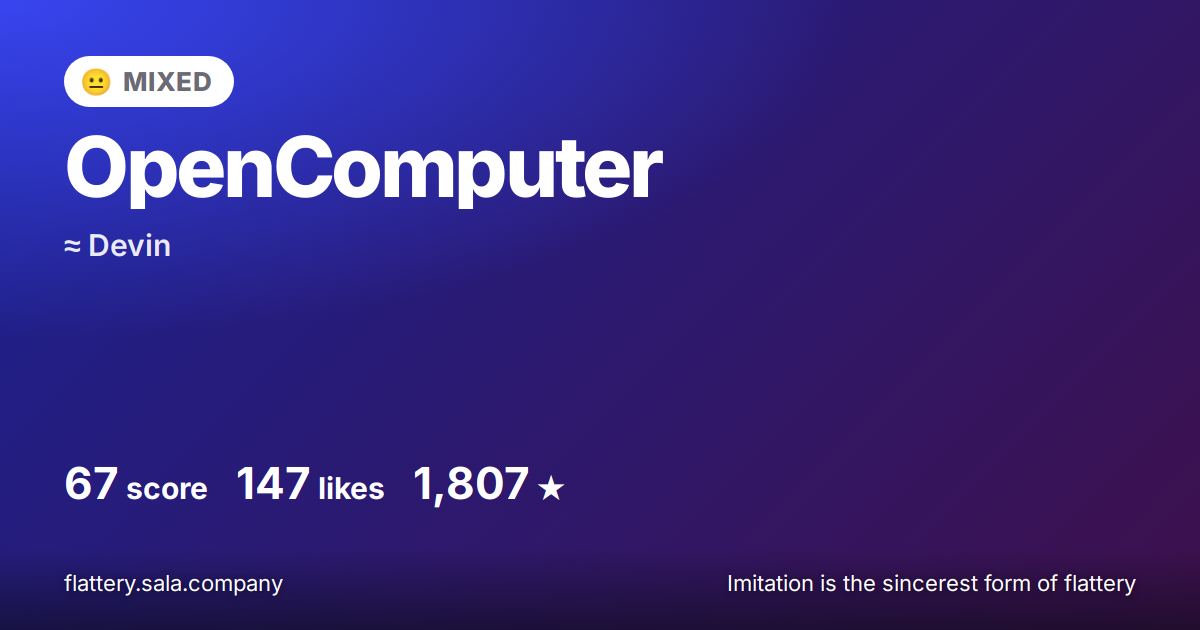 😐 MIXED
OpenComputer
≈ Devin
67 score 147 likes 1,807 ★
flattery.sala.company
Imitation is the sincerest form of flattery